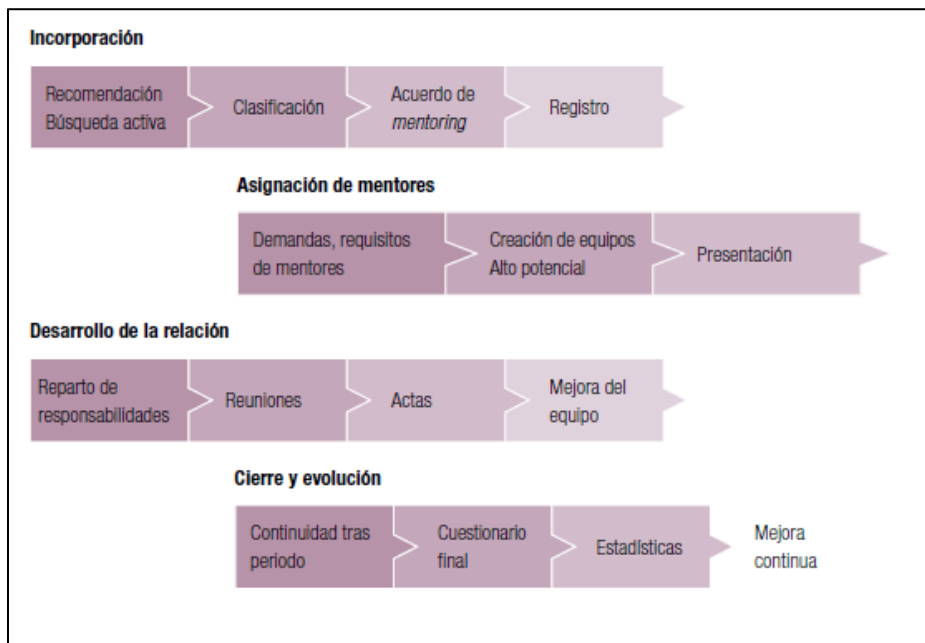 Incorporación
Recomendación
Búsqueda activa
Clasificación
Acuerdo de
mentoring
Registro
Asignación de mentores
Demandas, requisitos
de mentores
Creación de equipos
Alto potencial
Presentación
Desarrollo de la relación
Reparto de
responsabilidades
Reuniones
Actas
Mejora del
equipo
Cierre y evolución
Continuidad tras
periodo
Cuestionario
final
Estadísticas
Mejora
continua